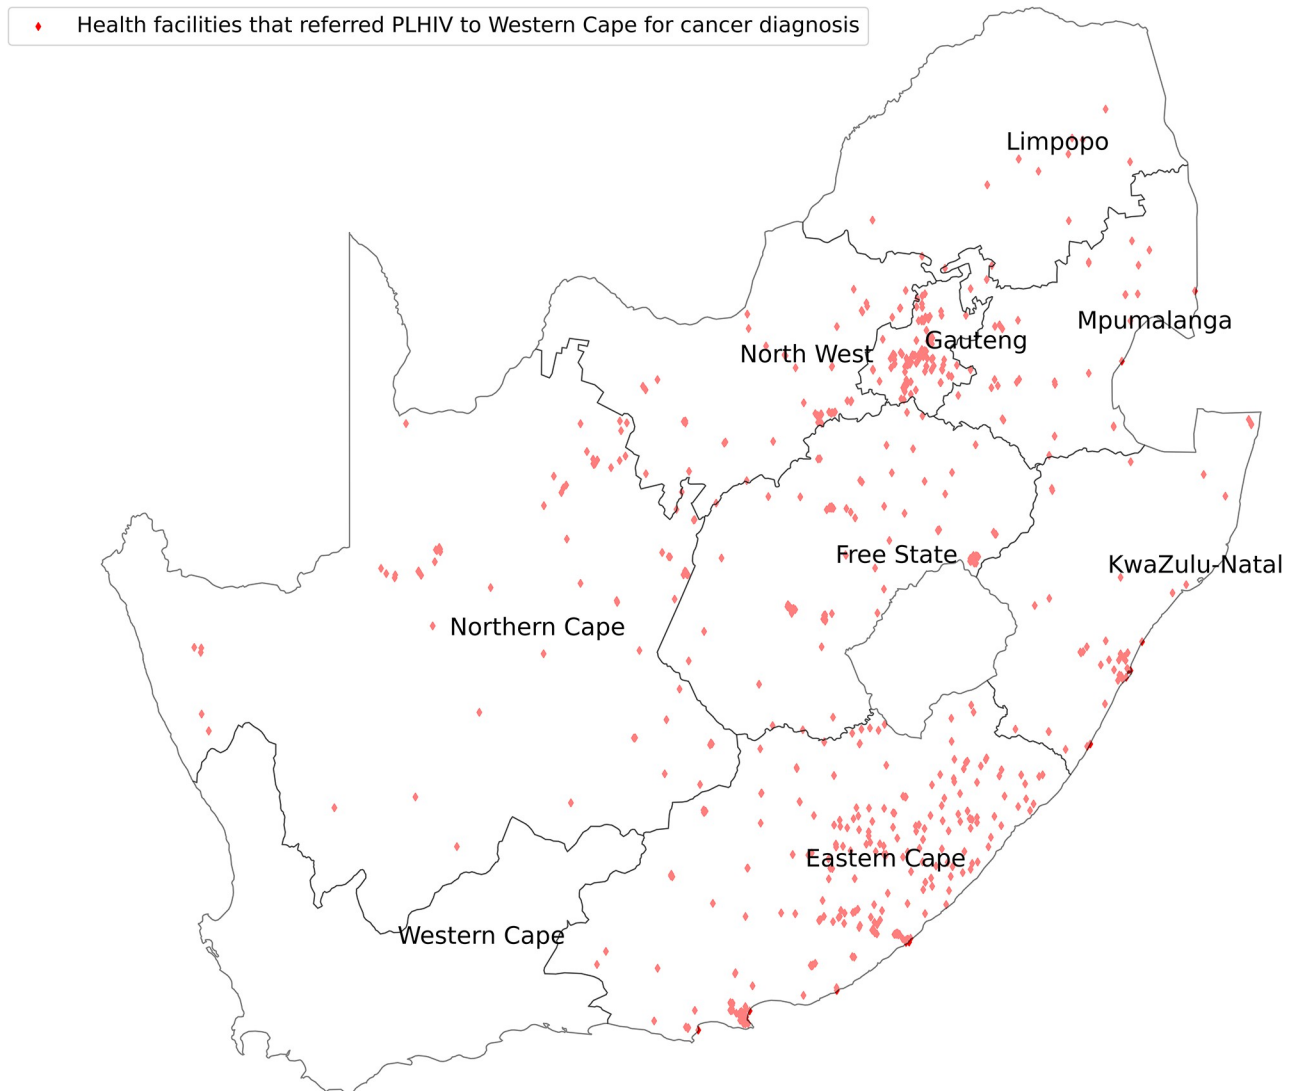 Health facilities that referred PLHIV to Western Cape for cancer diagnosis
Limpopo
Mpumalanga
Gauteng
North West
Free State
KwaZulu-Natal
Northern Cape
Eastern Cape
Western Cape